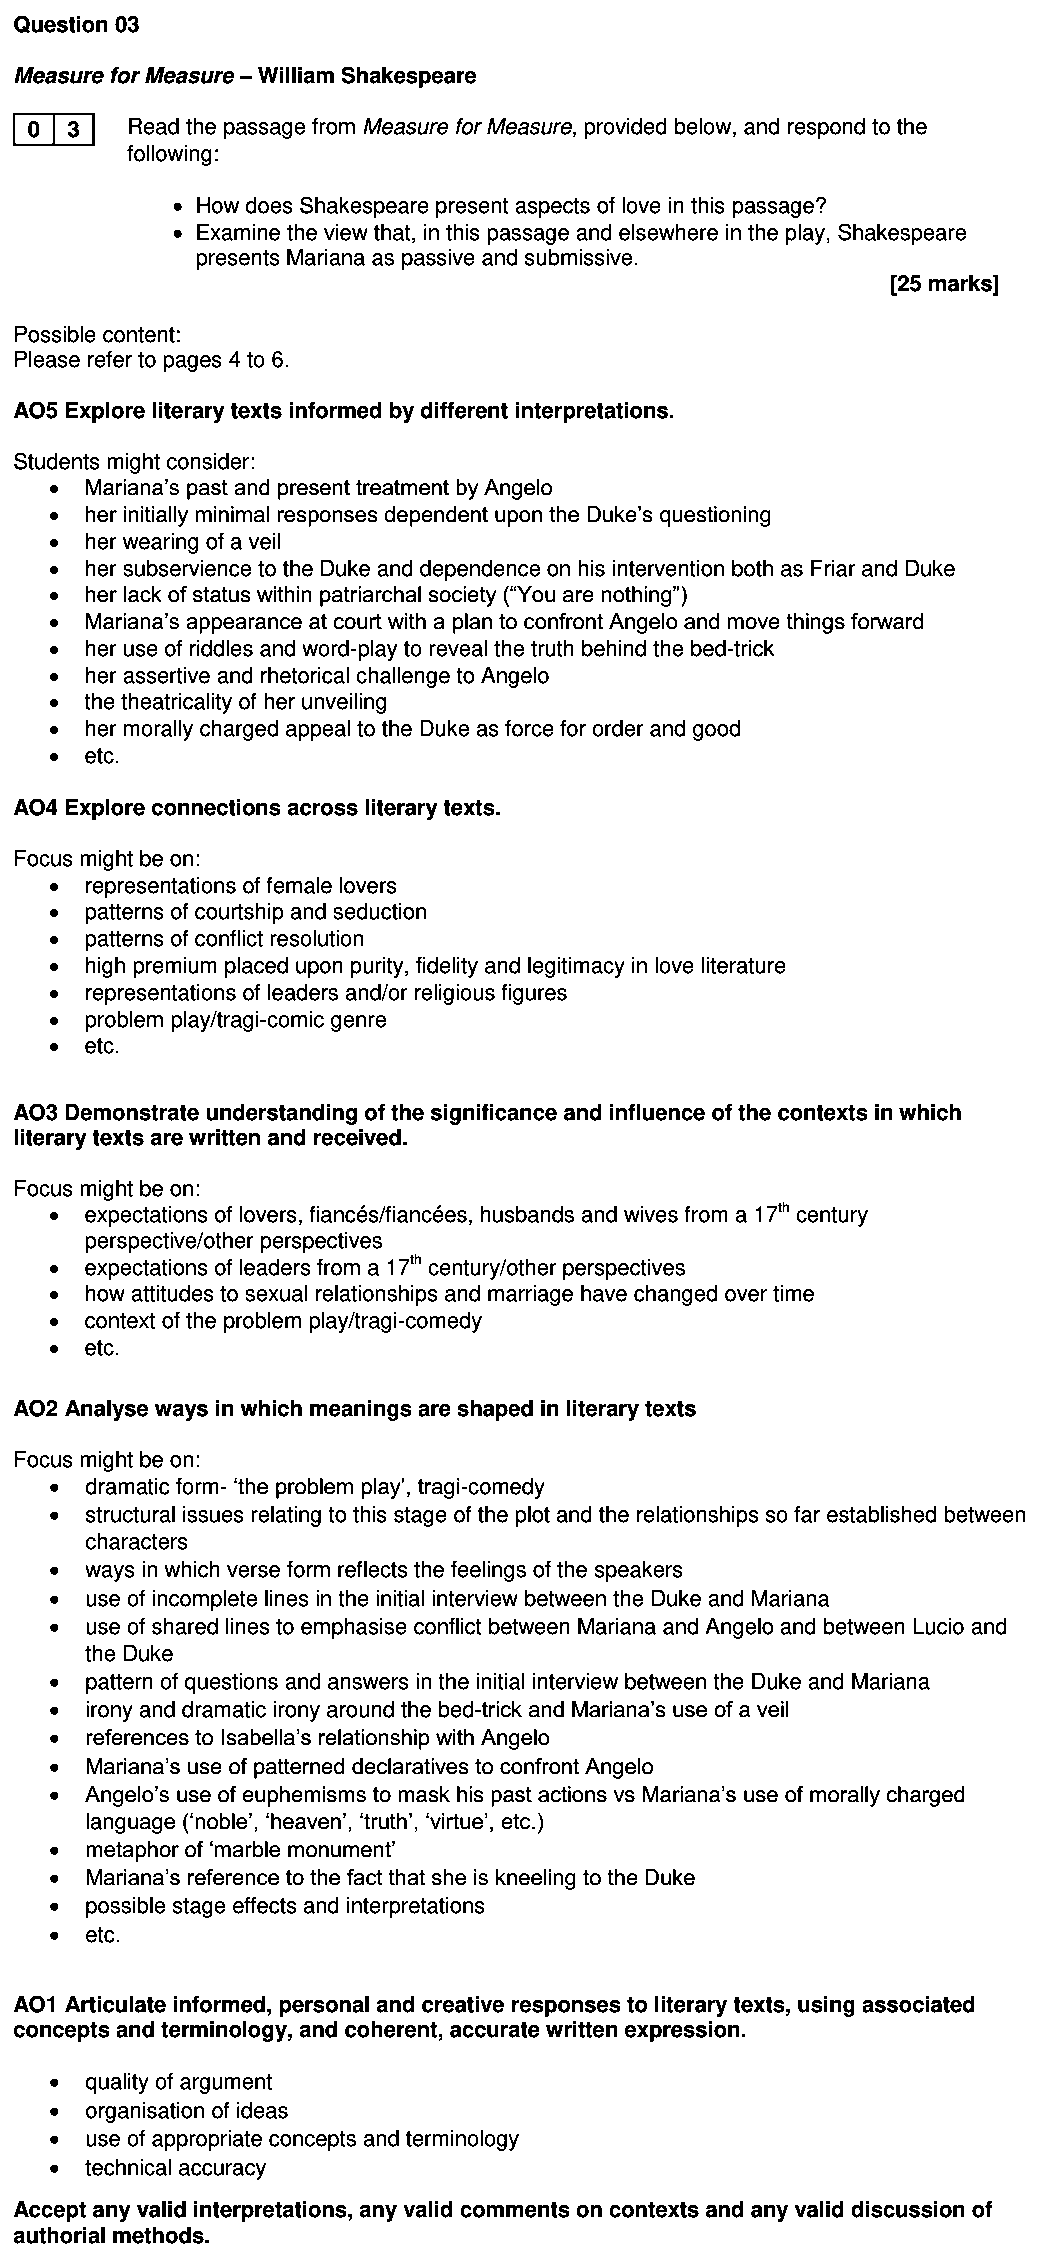 Question 03
Measure for Measure – William Shakespeare
0 3 Read the passage from Measure for Measure, provided below, and respond to the
following:
• How does Shakespeare present aspects of love in this passage?
• Examine the view that, in this passage and elsewhere in the play, Shakespeare
presents Mariana as passive and submissive.
[25 marks]
Possible content:
Please refer to pages 4 to 6.
AO5 Explore literary texts informed by different interpretations.
Students might consider:
• Mariana's past and present treatment by Angelo
• her initially minimal responses dependent upon the Duke's questioning
• her wearing of a veil
• her subservience to the Duke and dependence on his intervention both as Friar and Duke
• her lack of status within patriarchal society ("You are nothing")
• Mariana's appearance at court with a plan to confront Angelo and move things forward
• her use of riddles and word-play to reveal the truth behind the bed-trick
• her assertive and rhetorical challenge to Angelo
• the theatricality of her unveiling
• her morally charged appeal to the Duke as force for order and good
• etc.
AO4 Explore connections across literary texts.
Focus might be on:
• representations of female lovers
• patterns of courtship and seduction
• patterns of conflict resolution
• high premium placed upon purity, fidelity and legitimacy in love literature
• representations of leaders and/or religious figures
• problem play/tragi-comic genre
• etc.
AO3 Demonstrate understanding of the significance and influence of the contexts in which
literary texts are written and received.
Focus might be on:
• expectations of lovers, fiancés/fiancées, husbands and wives from a 17th century
perspective/other perspectives
• expectations of leaders from a 17th century/other perspectives
• how attitudes to sexual relationships and marriage have changed over time
• context of the problem play/tragi-comedy
• etc.
AO2 Analyse ways in which meanings are shaped in literary texts
Focus might be on:
• dramatic form- 'the problem play', tragi-comedy
• structural issues relating to this stage of the plot and the relationships so far established between
characters
• ways in which verse form reflects the feelings of the speakers
• use of incomplete lines in the initial interview between the Duke and Mariana
• use of shared lines to emphasise conflict between Mariana and Angelo and between Lucio and
the Duke
• pattern of questions and answers in the initial interview between the Duke and Mariana
• irony and dramatic irony around the bed-trick and Mariana's use of a veil
• references to Isabella's relationship with Angelo
• Mariana's use of patterned declaratives to confront Angelo
• Angelo's use of euphemisms to mask his past actions vs Mariana's use of morally charged
language ('noble', 'heaven', 'truth', 'virtue', etc.)
• metaphor of 'marble monument'
• Mariana's reference to the fact that she is kneeling to the Duke
• possible stage effects and interpretations
• etc.
AO1 Articulate informed, personal and creative responses to literary texts, using associated
concepts and terminology, and coherent, accurate written expression.
• quality of argument
• organisation of ideas
• use of appropriate concepts and terminology
• technical accuracy
Accept any valid interpretations, any valid comments on contexts and any valid discussion of
authorial methods.